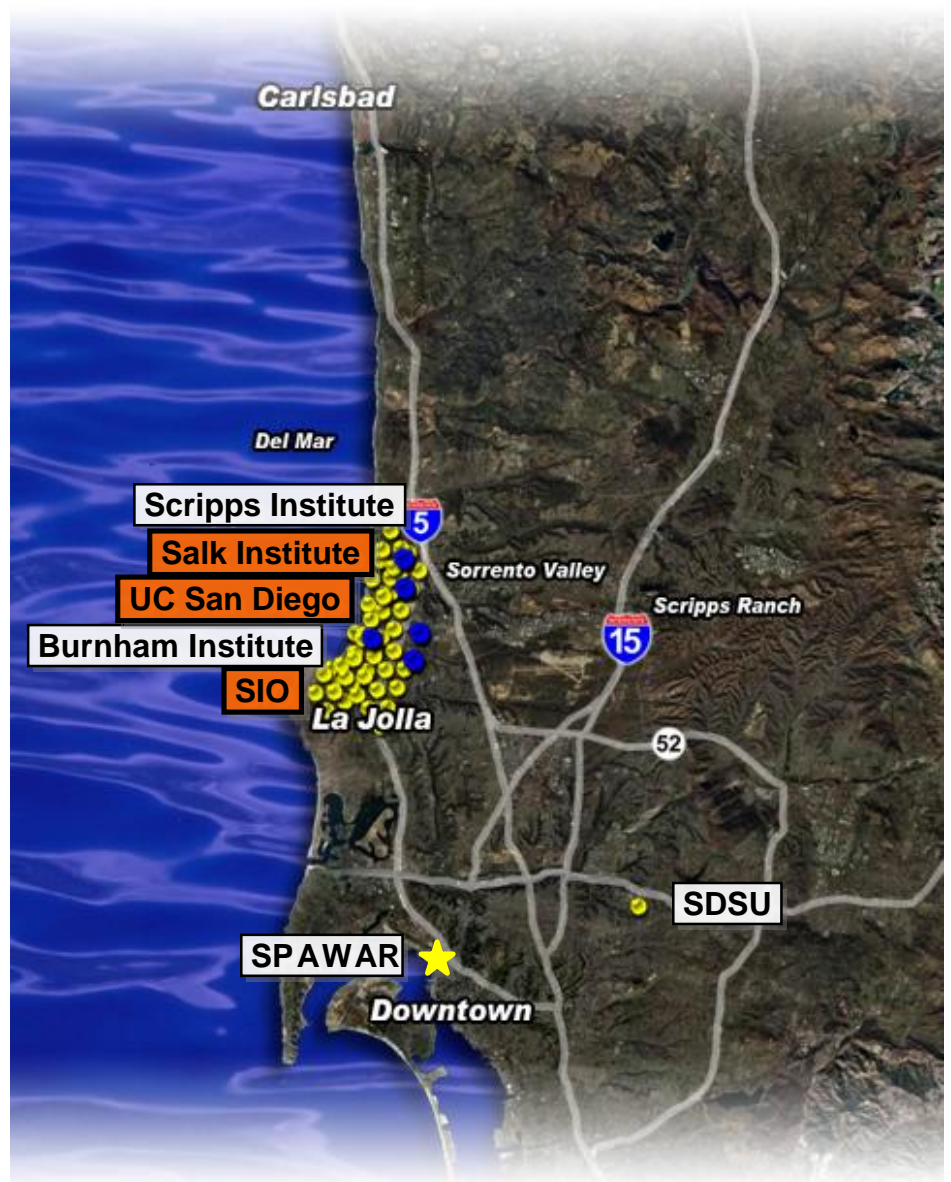 Carlsbad
Del Mar
Scripps Institute
5
Salk Institute
Sorrento Valley
UC San Diego
Scripps Ranch
15
Burnham Institute
SIO
La Jolla
52
SDSU
SPAWAR
Downtown